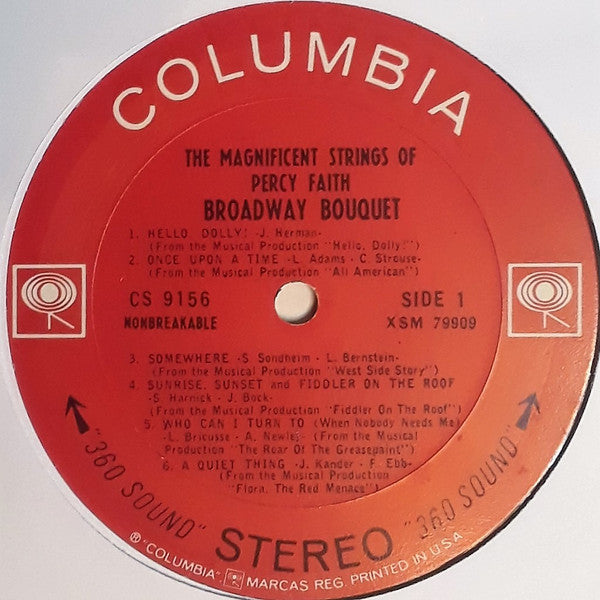 COLUMBIA
THE MAGNIFICENT STRINGS OF
PERCY FAITH
BROADWAY BOUQUET
1. HELLO, DOLLY! -J. Herman-
(From the Musical Production "Hello, Dolly!")
2. ONCE UPON A TIME -L. Adams - C. Strouse-
(From the Musical Production "All American")
CS 9156
SIDE 1
NONBREAKABLE
XSM 79909
3. SOMEWHERE -S. Sondheim - L. Bernstein-
(From the Musical Production "West Side Story")
4. SUNRISE, SUNSET and FIDDLER ON THE ROOF
-S. Harnick - J. Bock-
(From the Musical Production "Fiddler On The Roof")
5. WHO CAN I TURN TO (When Nobody Needs Me)
-L. Bricusse - A. Newley- (From the Musical
Production "The Roar Of The Greasepaint")
6. A QUIET THING -J. Kander - F. Ebb-
(From the Musical Production
"Flora, The Red Menace")
"360 SOUND" STEREO "360 SOUND"
® "COLUMBIA", MARCAS REG. PRINTED IN U.S.A.